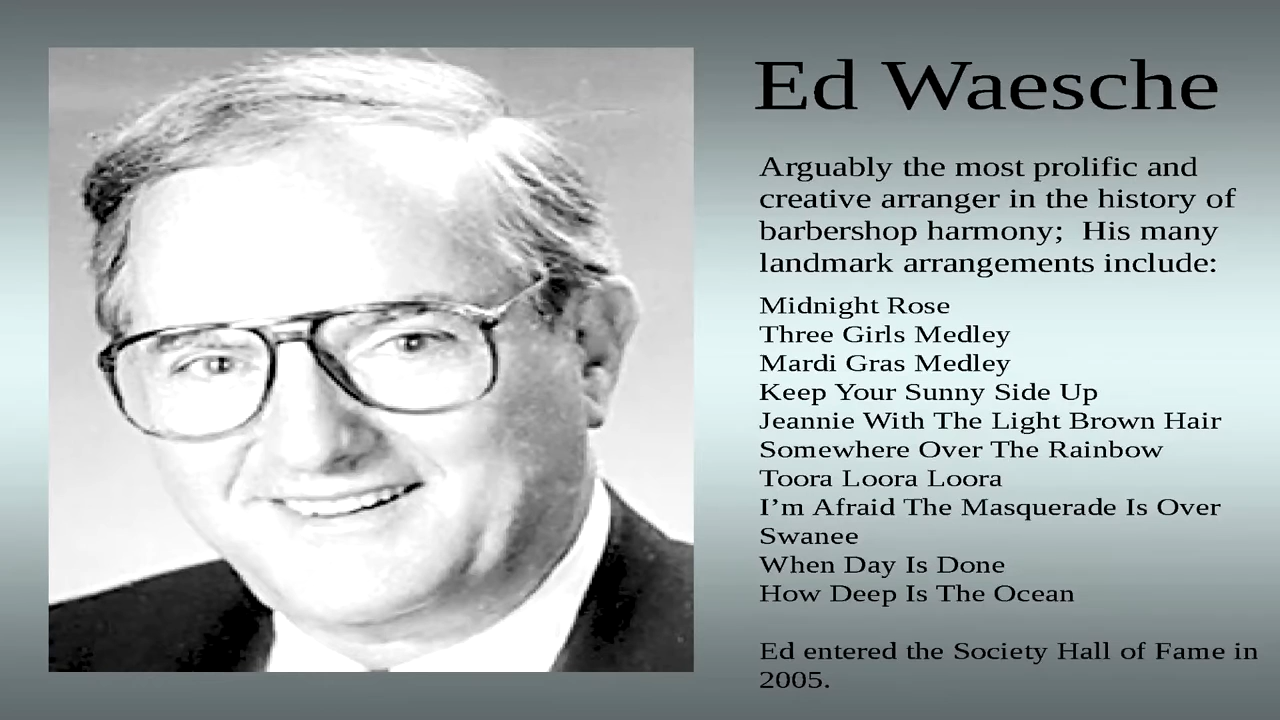 Ed Waesche
Arguably the most prolific and
creative arranger in the history of
barbershop harmony;  His many
landmark arrangements include:
Midnight Rose
Three Girls Medley
Mardi Gras Medley
Keep Your Sunny Side Up
Jeannie With The Light Brown Hair
Somewhere Over The Rainbow
Toora Loora Loora
I’m Afraid The Masquerade Is Over
Swanee
When Day Is Done
How Deep Is The Ocean
Ed entered the Society Hall of Fame in
2005.